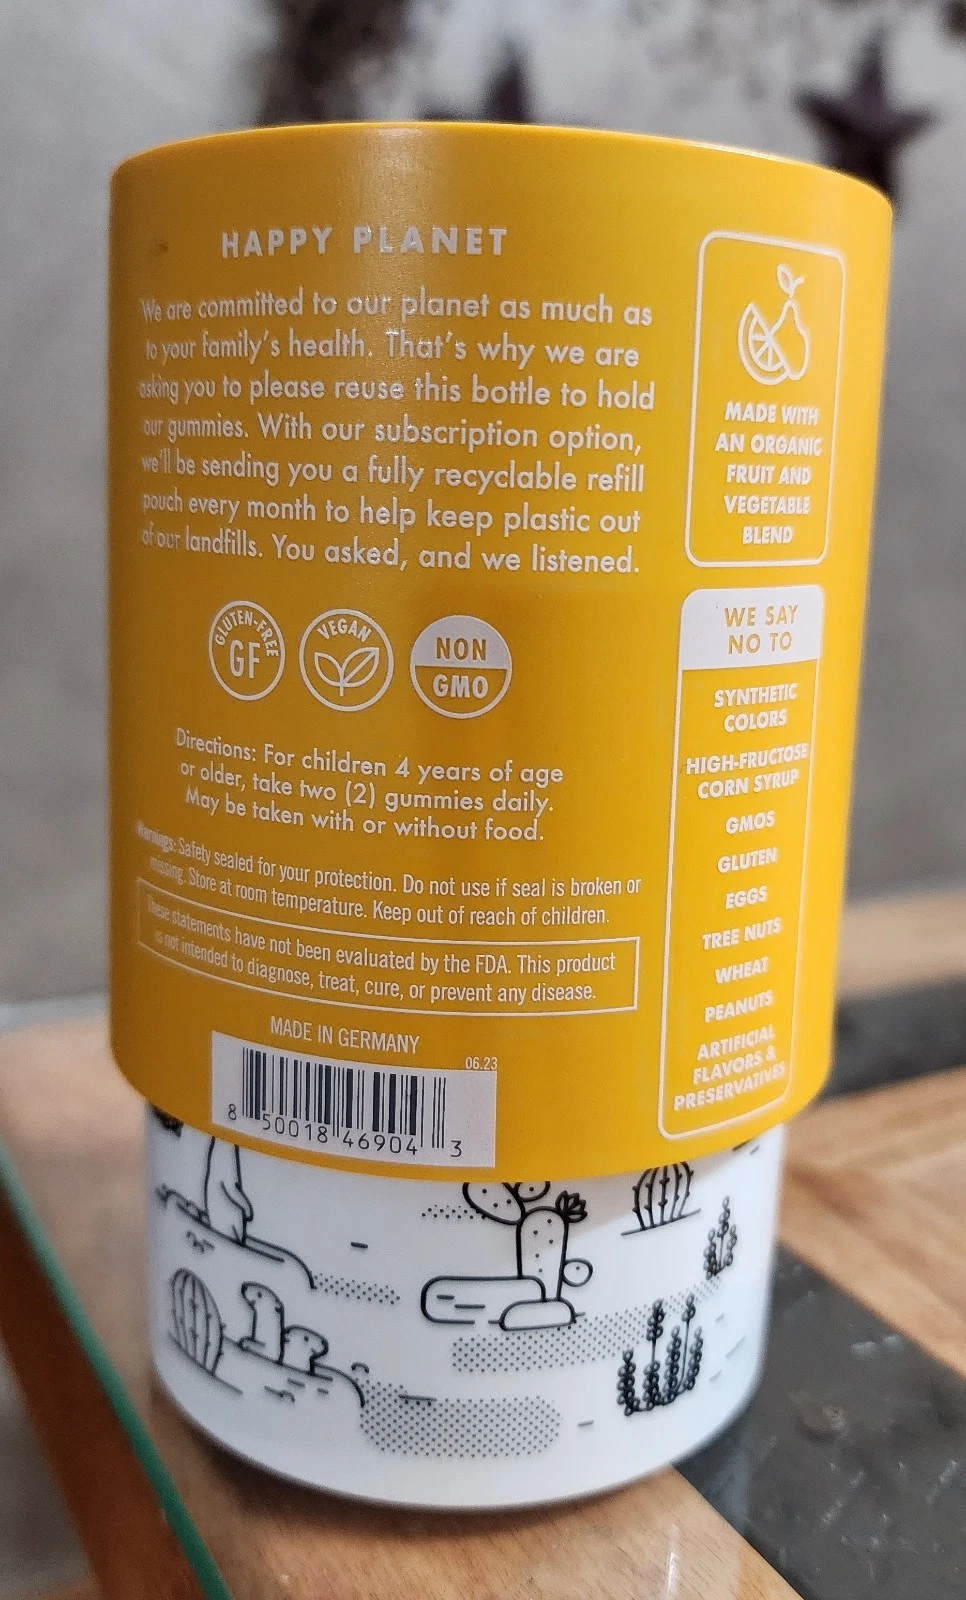 HAPPY PLANET
We are committed to our planet as much as
to your family's health. That's why we are
asking you to please reuse this bottle to hold
our gummies. With our subscription option,
we'll be sending you a fully recyclable refill
pouch every month to help keep plastic out
of our landfills. You asked, and we listened.
GLUTEN-FREE
GF
VEGAN
NON
GMO
Directions: For children 4 years of age
or older, take two (2) gummies daily.
May be taken with or without food.
Warnings: Safety sealed for your protection. Do not use if seal is broken or
missing. Store at room temperature. Keep out of reach of children.
These statements have not been evaluated by the FDA. This product
is not intended to diagnose, treat, cure, or prevent any disease.
MADE IN GERMANY
06.23
8 50018 46904 3
MADE WITH
AN ORGANIC
FRUIT AND
VEGETABLE
BLEND
WE SAY
NO TO
SYNTHETIC
COLORS
HIGH-FRUCTOSE
CORN SYRUP
GMOS
GLUTEN
EGGS
TREE NUTS
WHEAT
PEANUTS
ARTIFICIAL
FLAVORS &
PRESERVATIVES